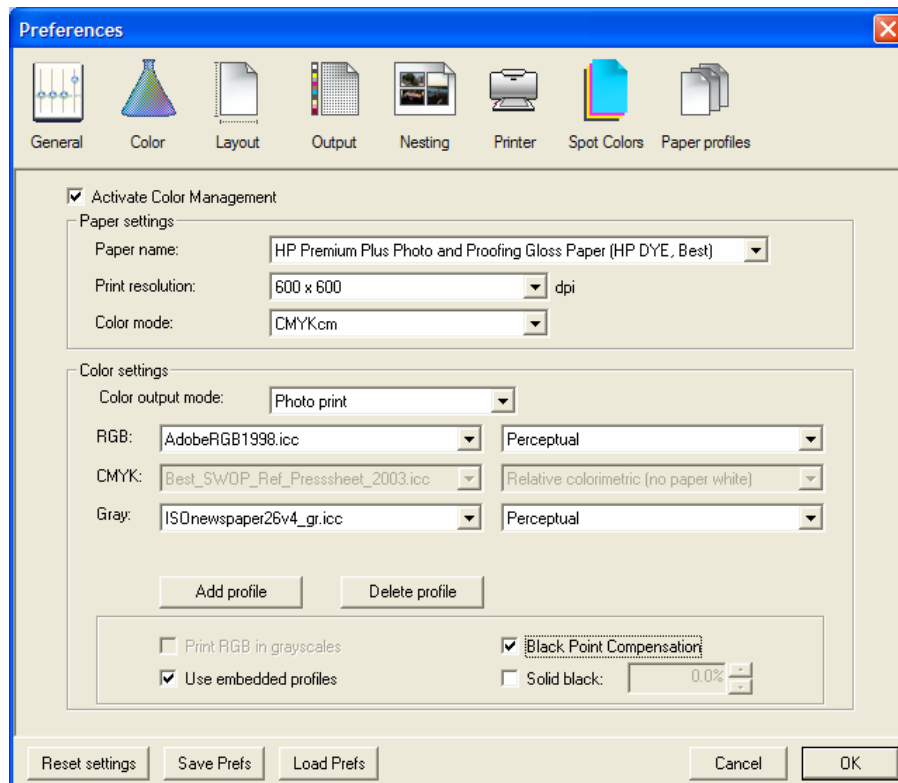 Preferences
General Color Layout Output Nesting Printer Spot Colors Paper profiles
Activate Color Management
Paper settings
Paper name: HP Premium Plus Photo and Proofing Gloss Paper (HP DYE, Best)
Print resolution: 600 x 600 dpi
Color mode: CMYKcm
Color settings
Color output mode: Photo print
RGB: AdobeRGB1998.icc Perceptual
CMYK: Best_SWOP_Ref_Presssheet_2003.icc Relative colorimetric (no paper white)
Gray: ISOnewspaper26v4_gr.icc Perceptual
Add profile Delete profile
Print RGB in grayscales Black Point Compensation
Use embedded profiles Solid black: 0.0%
Reset settings Save Prefs Load Prefs Cancel OK